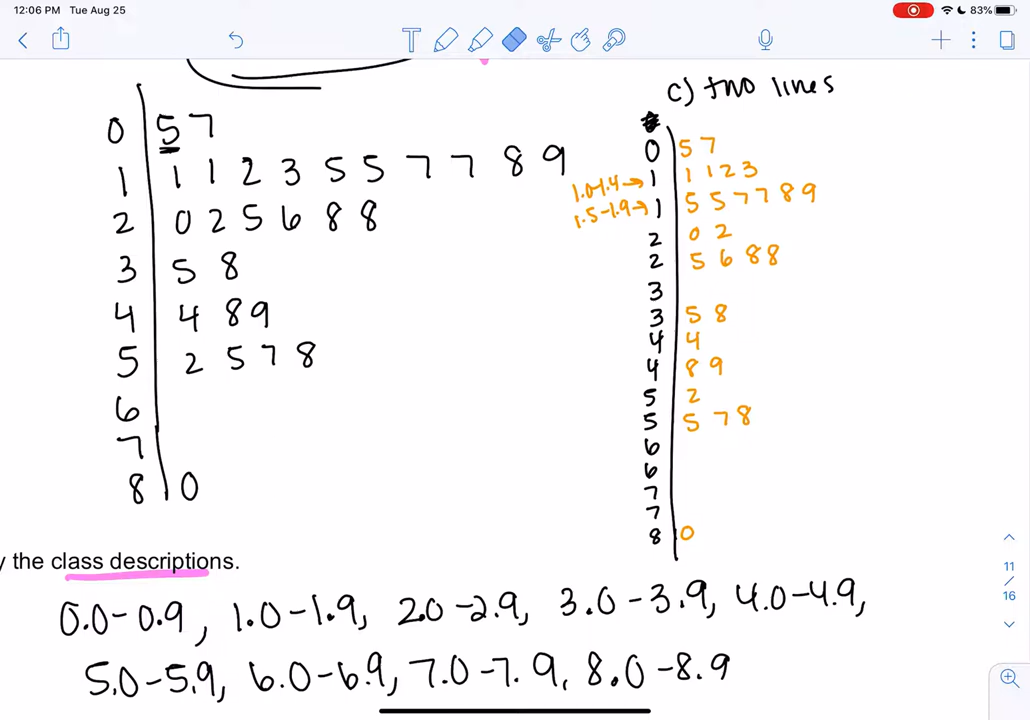 12:06 PM Tue Aug 25
83%
c) two lines
0 | 5 7
1 | 1 1 2 3 5 5 7 7 8 9
2 | 0 2 5 6 8 8
3 | 5 8
4 | 4 8 9
5 | 2 5 7 8
6 |
7 |
8 | 0
0 | 5 7
1.0-1.4 → 1 | 1 1 2 3
1.5-1.9 → 1 | 5 5 7 7 8 9
2 | 0 2
2 | 5 6 8 8
3 |
3 | 5 8
4 | 4
4 | 8 9
5 | 2
5 | 5 7 8
6 |
6 |
7 |
7 |
8 | 0
11
/
16
y the class descriptions.
0.0-0.9, 1.0-1.9, 2.0-2.9, 3.0-3.9, 4.0-4.9,
5.0-5.9, 6.0-6.9, 7.0-7.9, 8.0-8.9